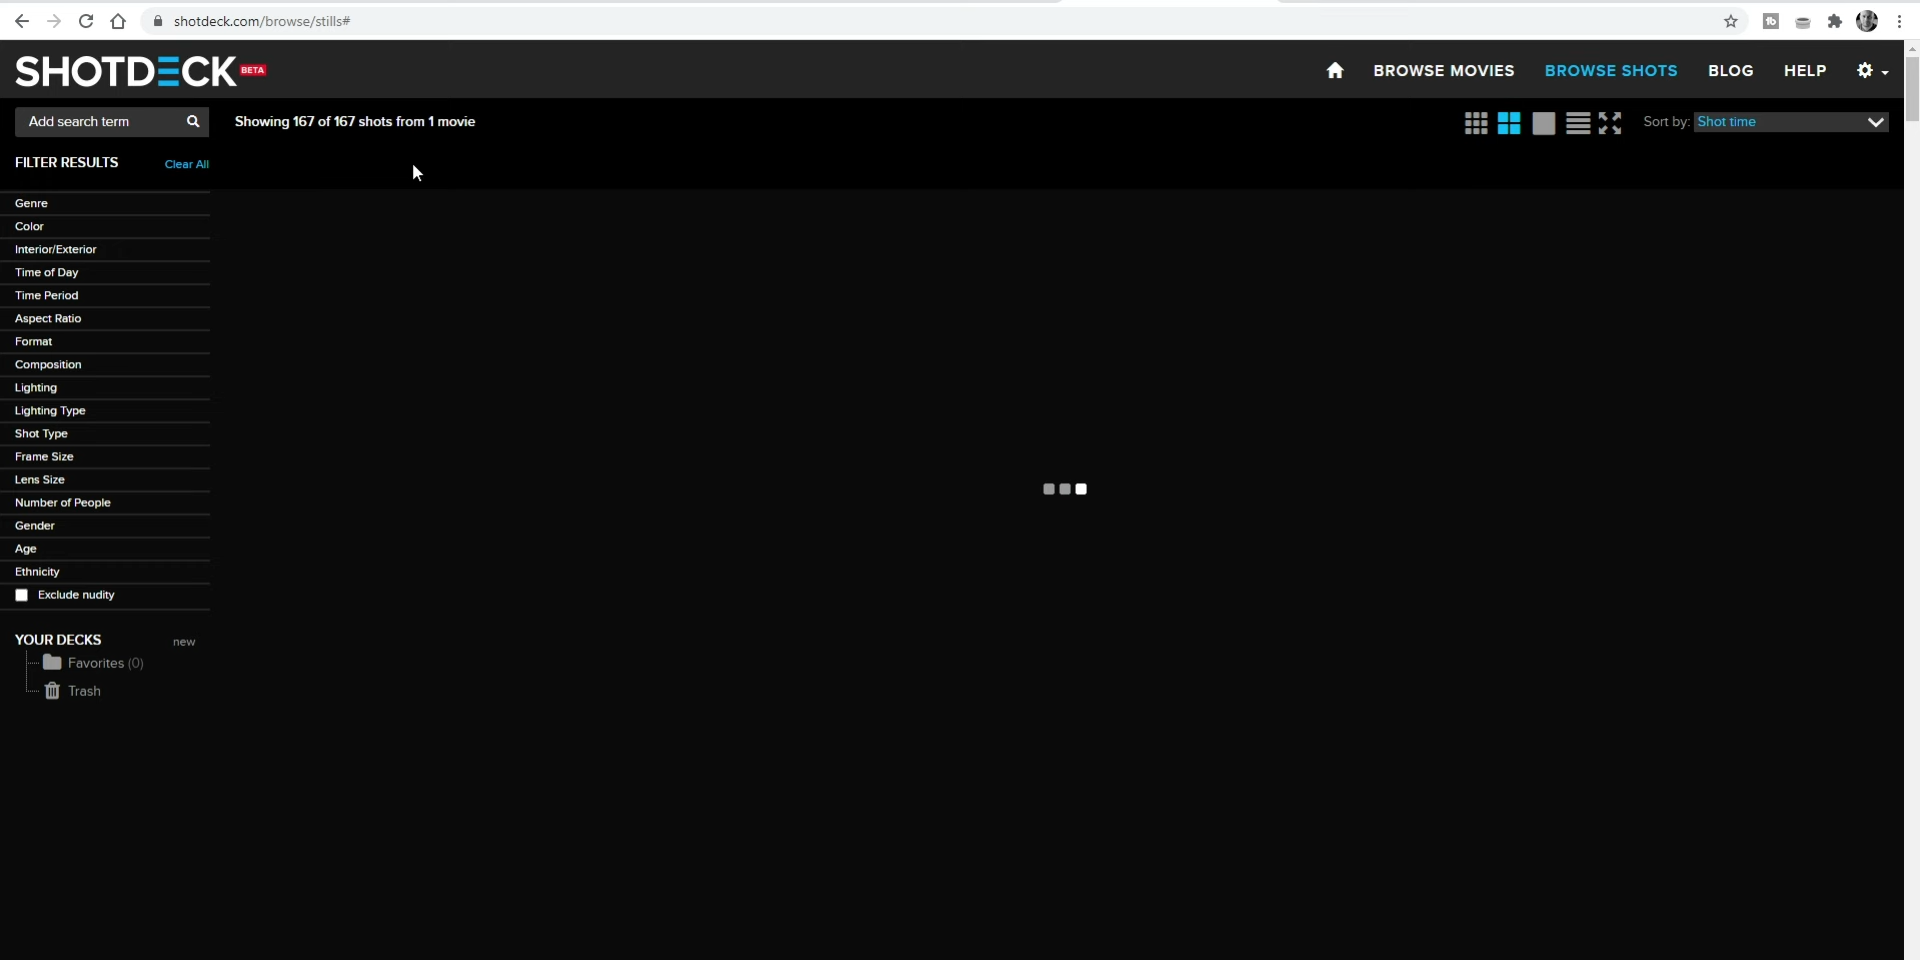 shotdeck.com/browse/stills#
SHOTDECK BETA
BROWSE MOVIES
BROWSE SHOTS
BLOG
HELP
Add search term
Showing 167 of 167 shots from 1 movie
Sort by: Shot time
FILTER RESULTS
Clear All
Genre
Color
Interior/Exterior
Time of Day
Time Period
Aspect Ratio
Format
Composition
Lighting
Lighting Type
Shot Type
Frame Size
Lens Size
Number of People
Gender
Age
Ethnicity
Exclude nudity
YOUR DECKS
new
Favorites (0)
Trash